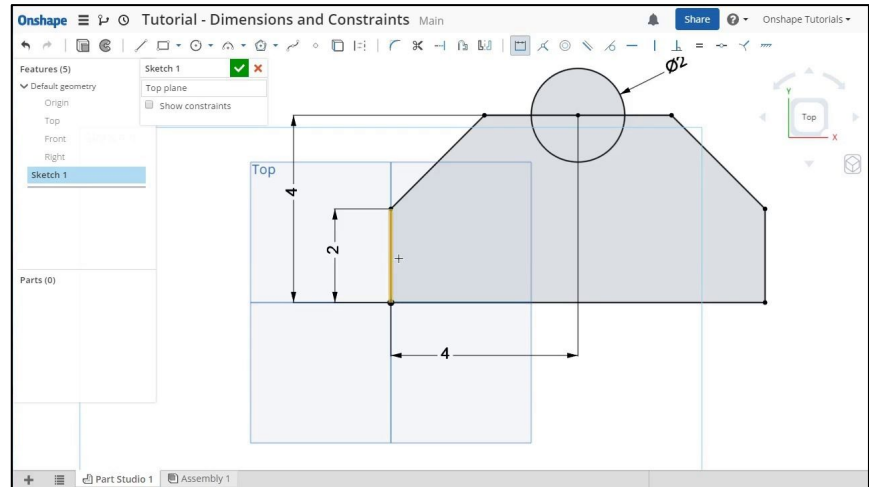 Onshape Tutorial - Dimensions and Constraints Main Share Onshape Tutorials
Features (5)
Default geometry
Origin
Top
Front
Right
Sketch 1
Sketch 1
Top plane
Show constraints
Ø2
Y
Top
X
Top
4
2
4
Parts (0)
Part Studio 1 Assembly 1